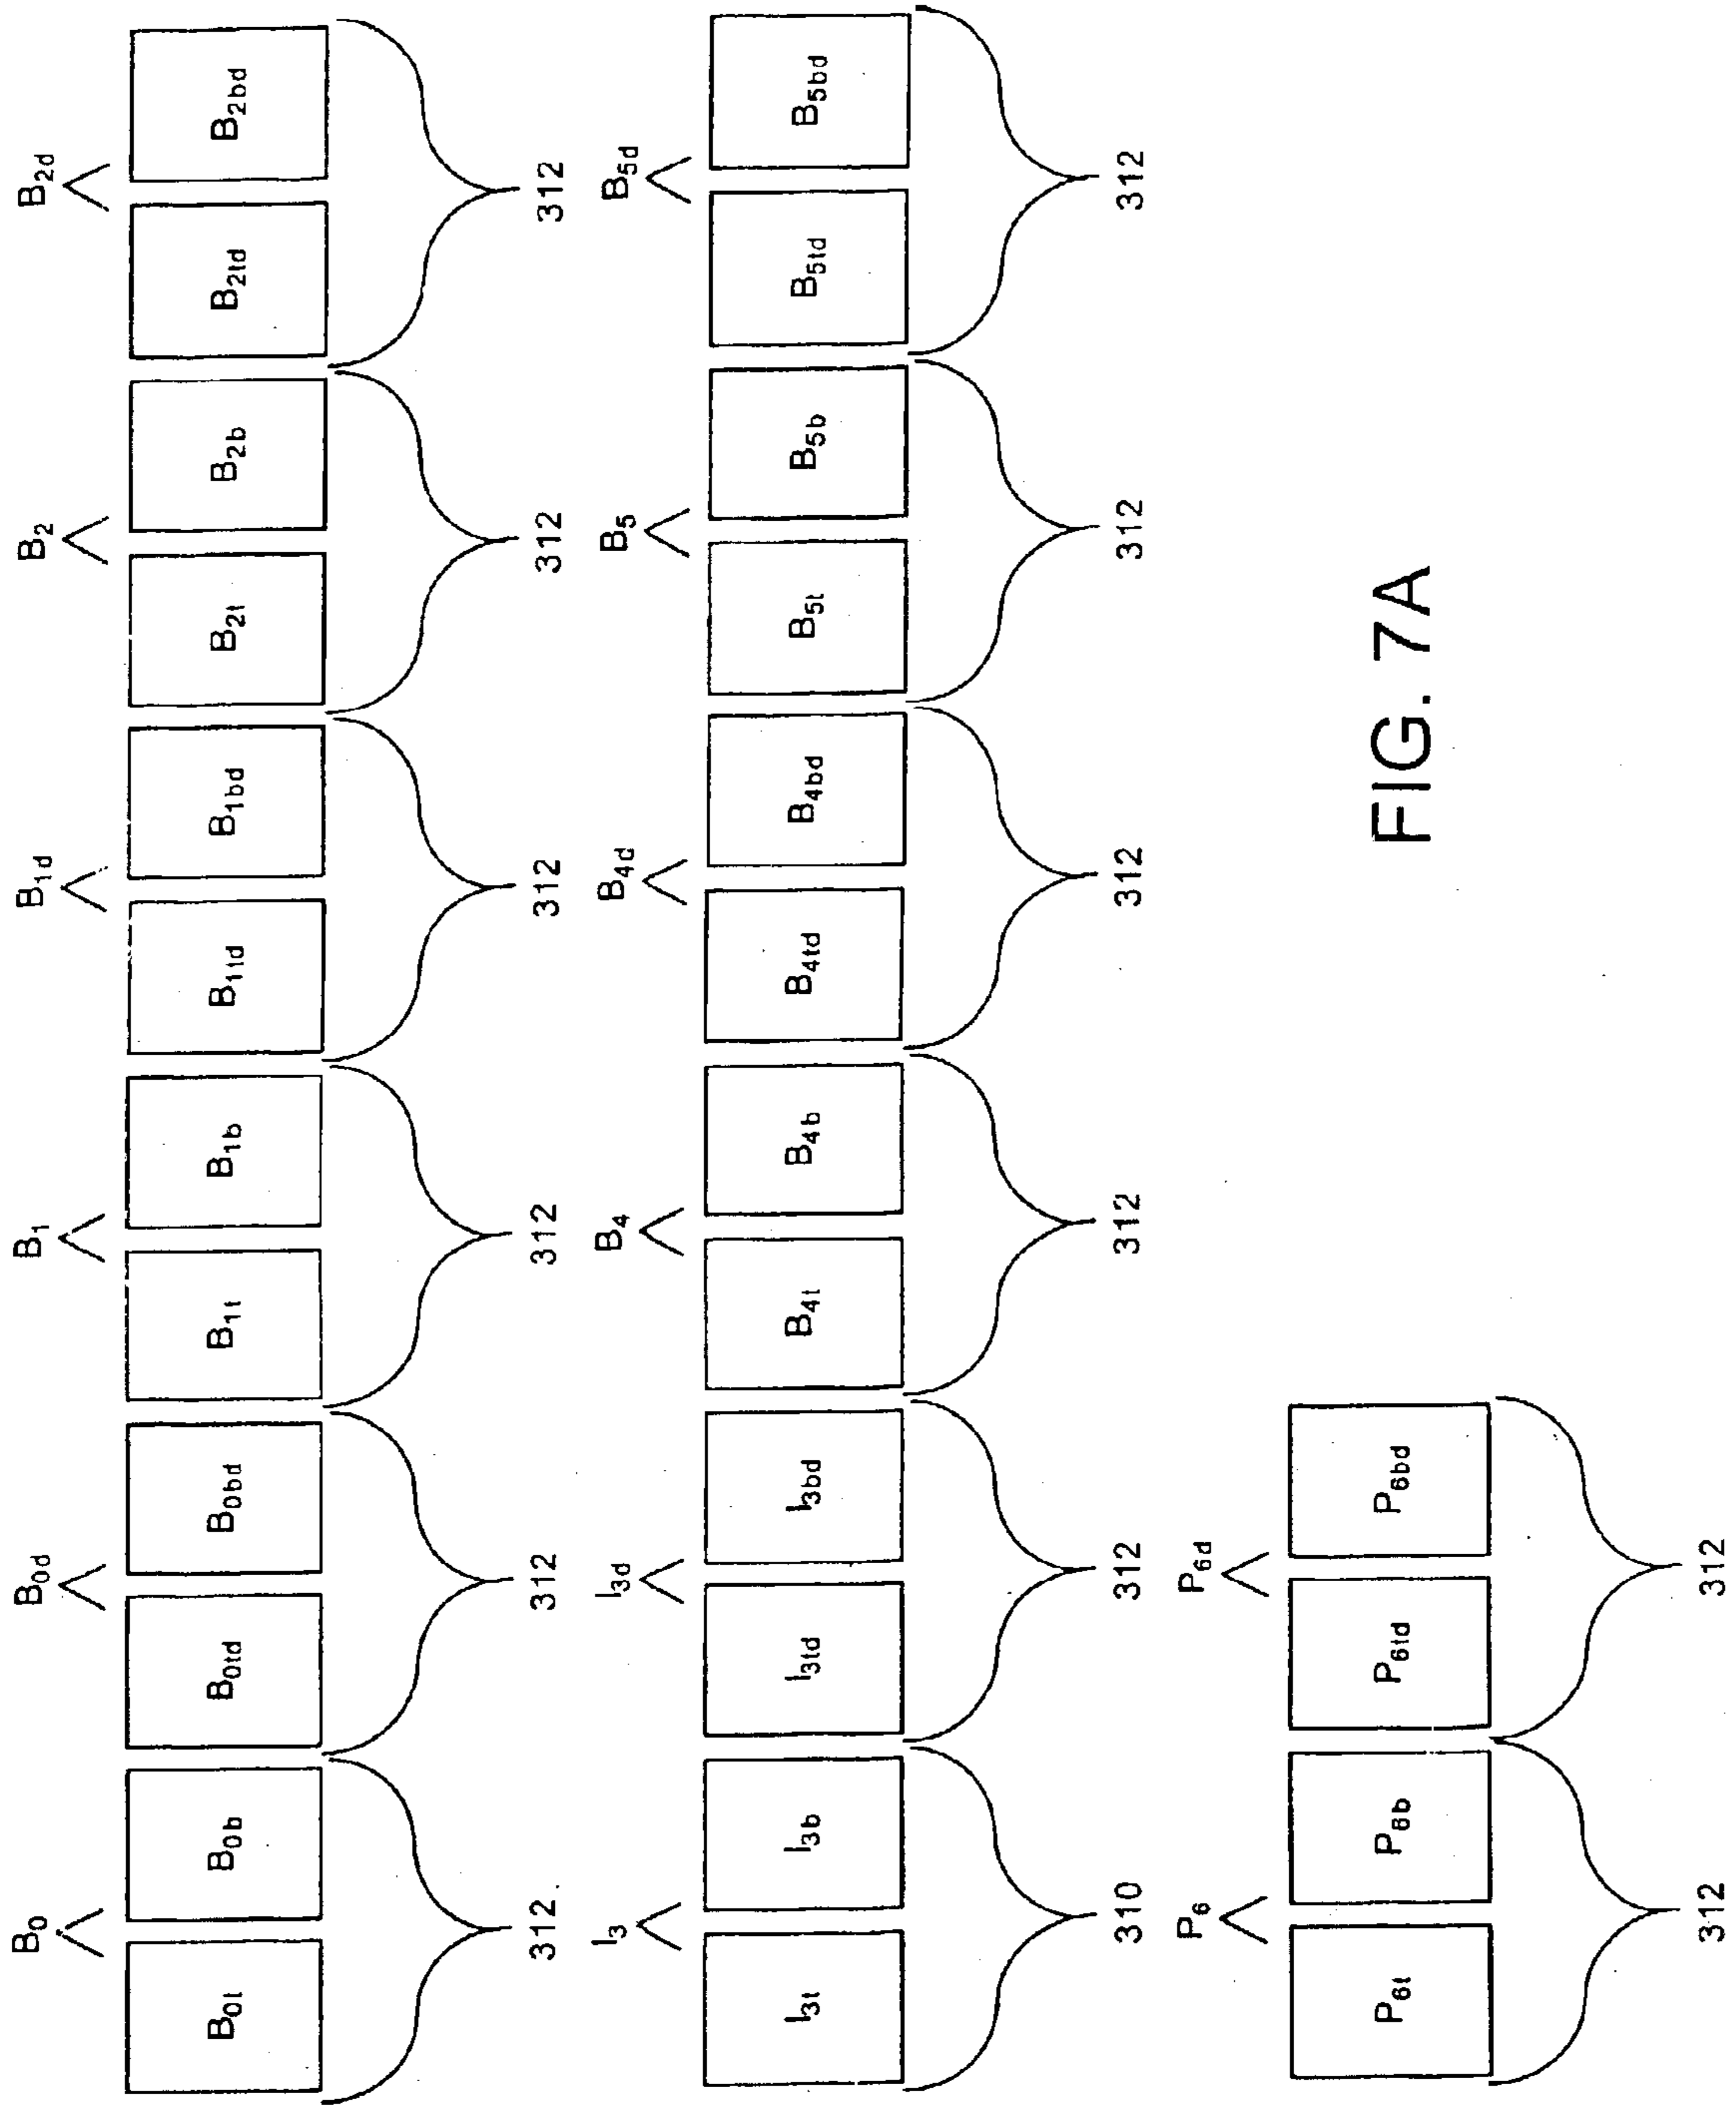 B0 B0d B1 B1d B2 B2d
B0t B0b B0td B0bd B1t B1b B1td B1bd B2t B2b B2td B2bd
312 312 312 312 312 312
I3 I3d B4 B4d B5 B5d
I3t I3b I3td I3bd B4t B4b B4td B4bd B5t B5b B5td B5bd
310 312 312 312 312 312
P6 P6d
P6t P6b P6td P6bd
312 312
FIG. 7A